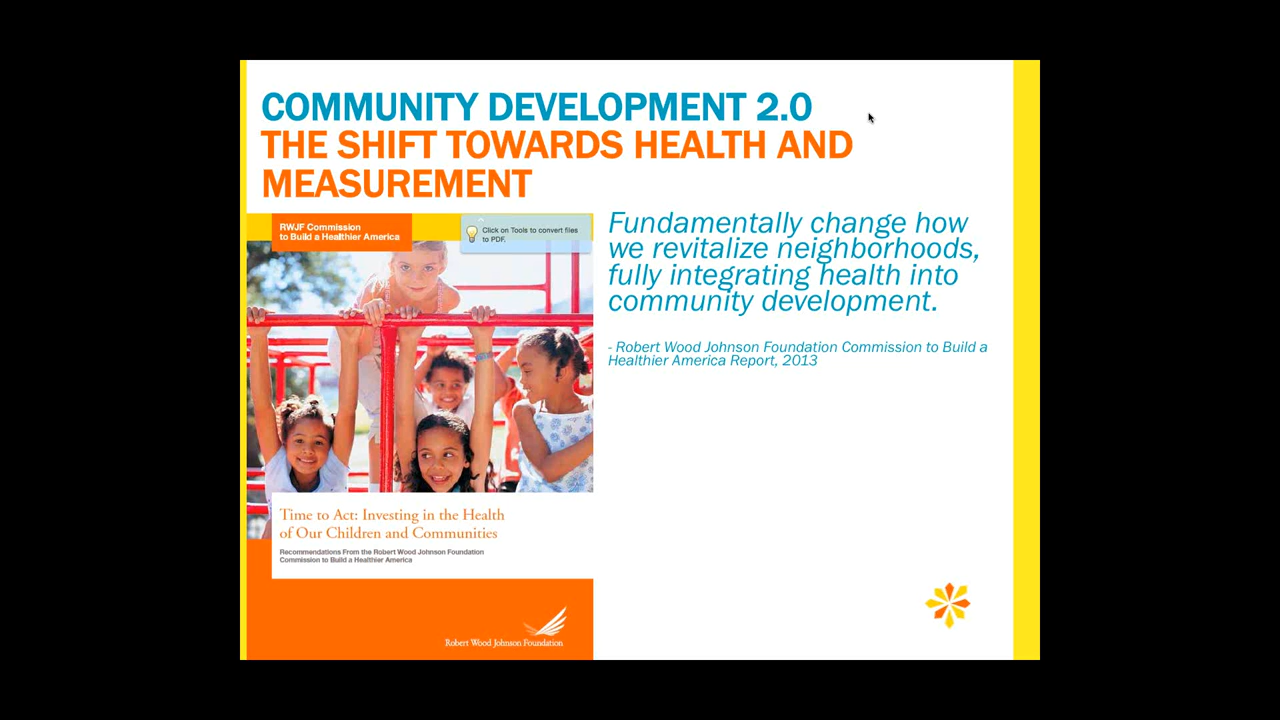 COMMUNITY DEVELOPMENT 2.0
THE SHIFT TOWARDS HEALTH AND
MEASUREMENT
RWJF Commission
to Build a Healthier America
Click on Tools to convert files
to PDF.
Fundamentally change how
we revitalize neighborhoods,
fully integrating health into
community development.
- Robert Wood Johnson Foundation Commission to Build a
Healthier America Report, 2013
Time to Act: Investing in the Health
of Our Children and Communities
Recommendations From the Robert Wood Johnson Foundation
Commission to Build a Healthier America
Robert Wood Johnson Foundation